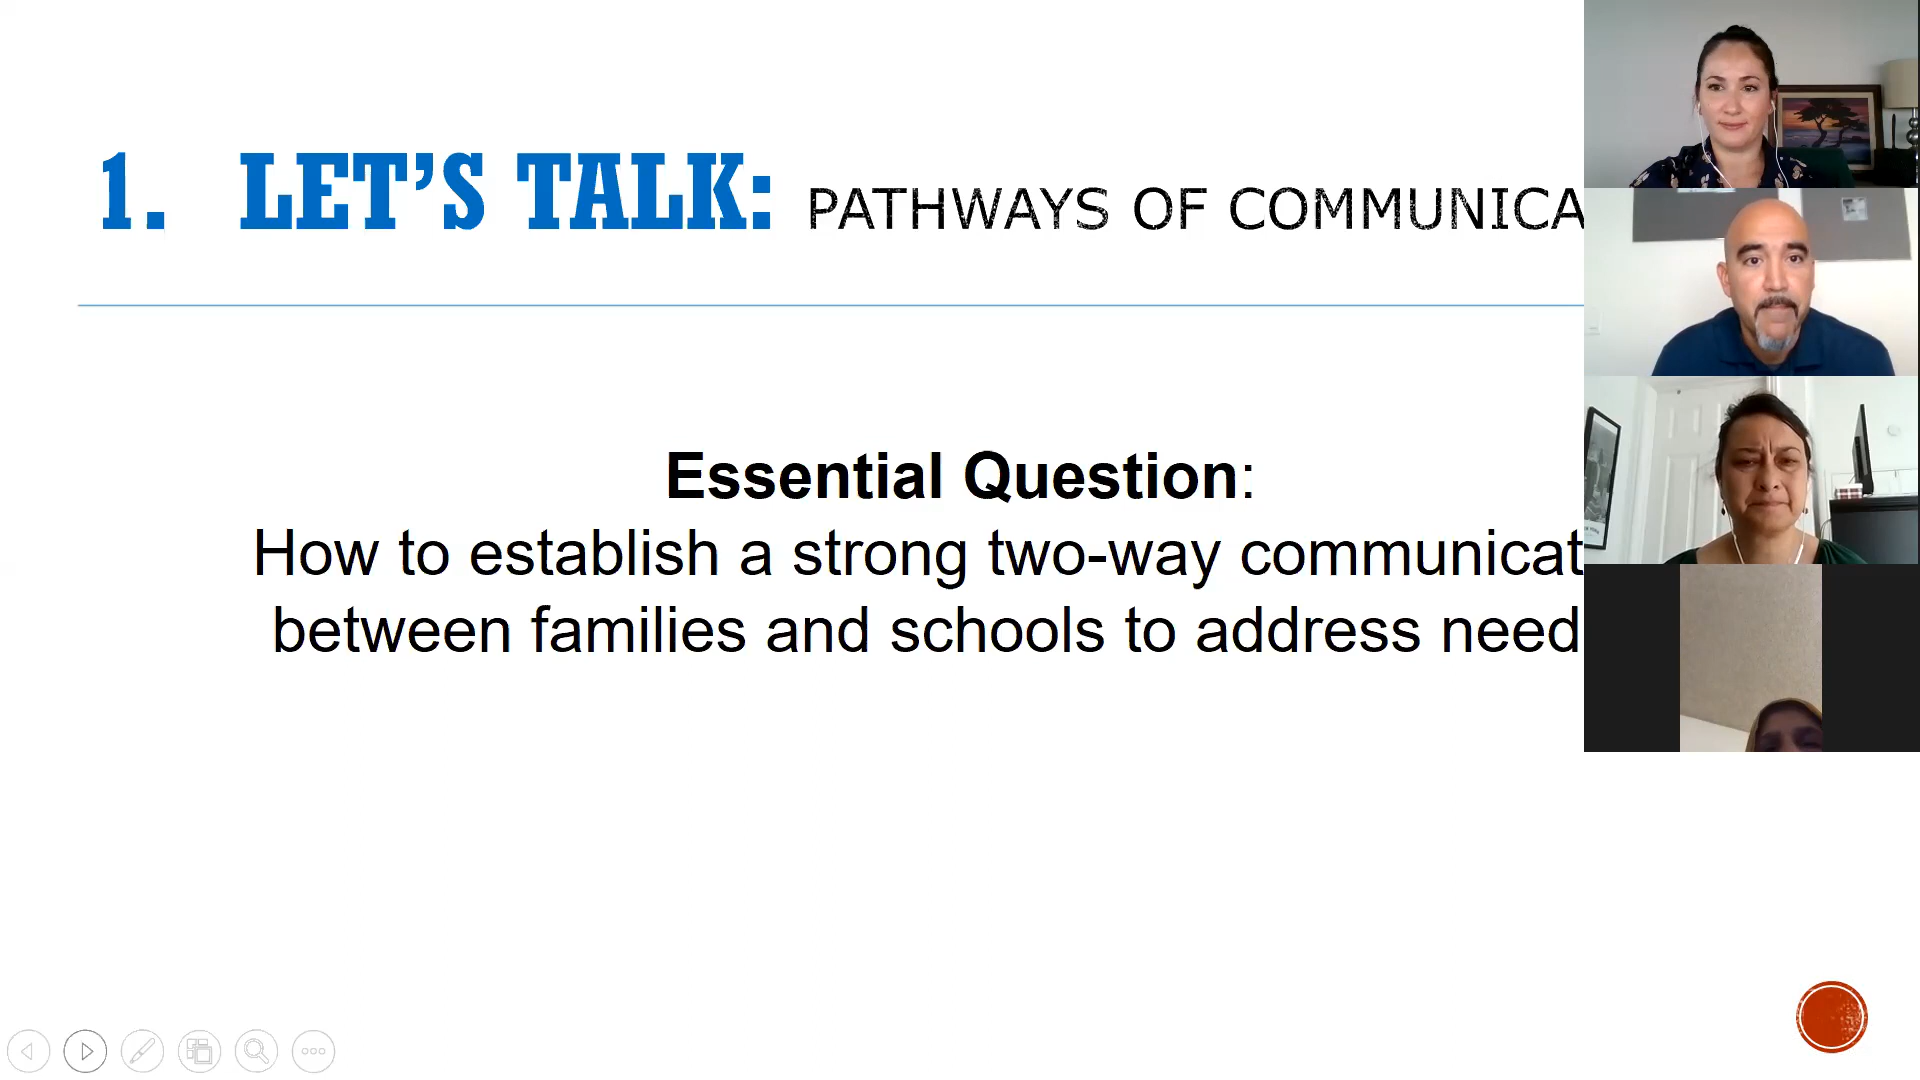 1. LET'S TALK: PATHWAYS OF COMMUNICA
Essential Question:
How to establish a strong two-way communicat
between families and schools to address need